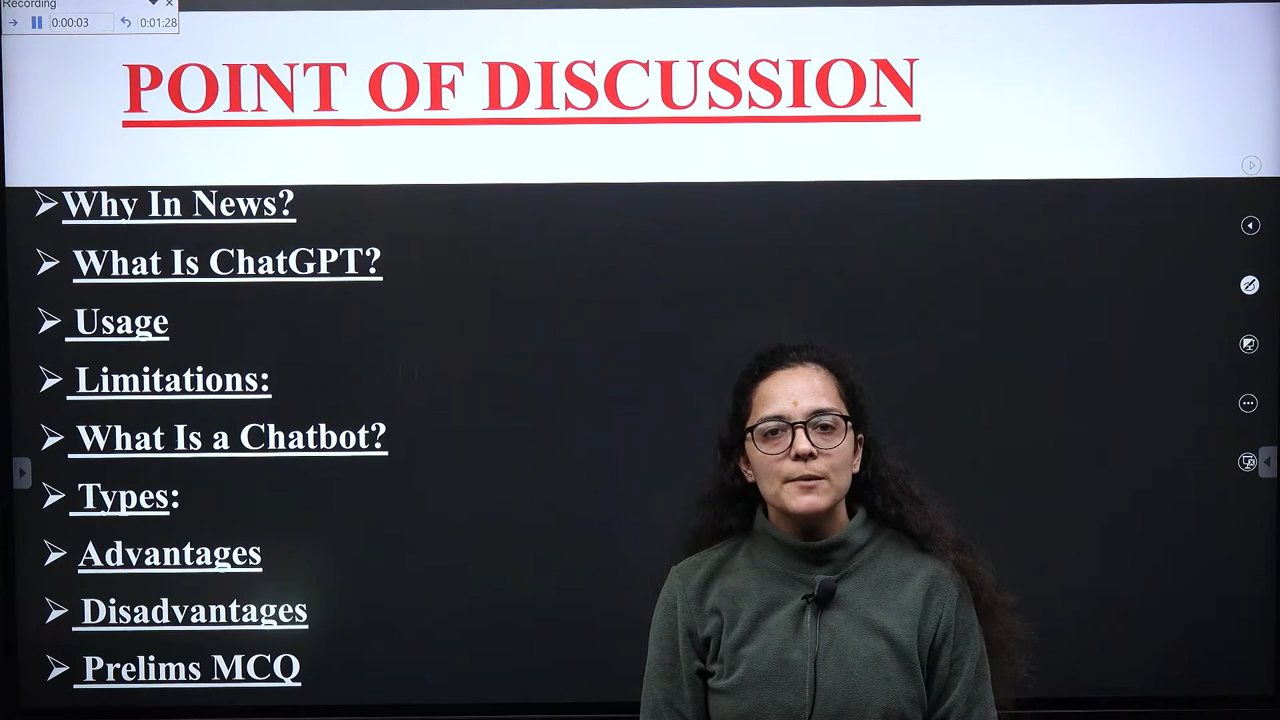 Recording
0:00:03 0:01:28
POINT OF DISCUSSION
➢Why In News?
➢ What Is ChatGPT?
➢ Usage
➢ Limitations:
➢ What Is a Chatbot?
➢ Types:
➢ Advantages
➢ Disadvantages
➢ Prelims MCQ